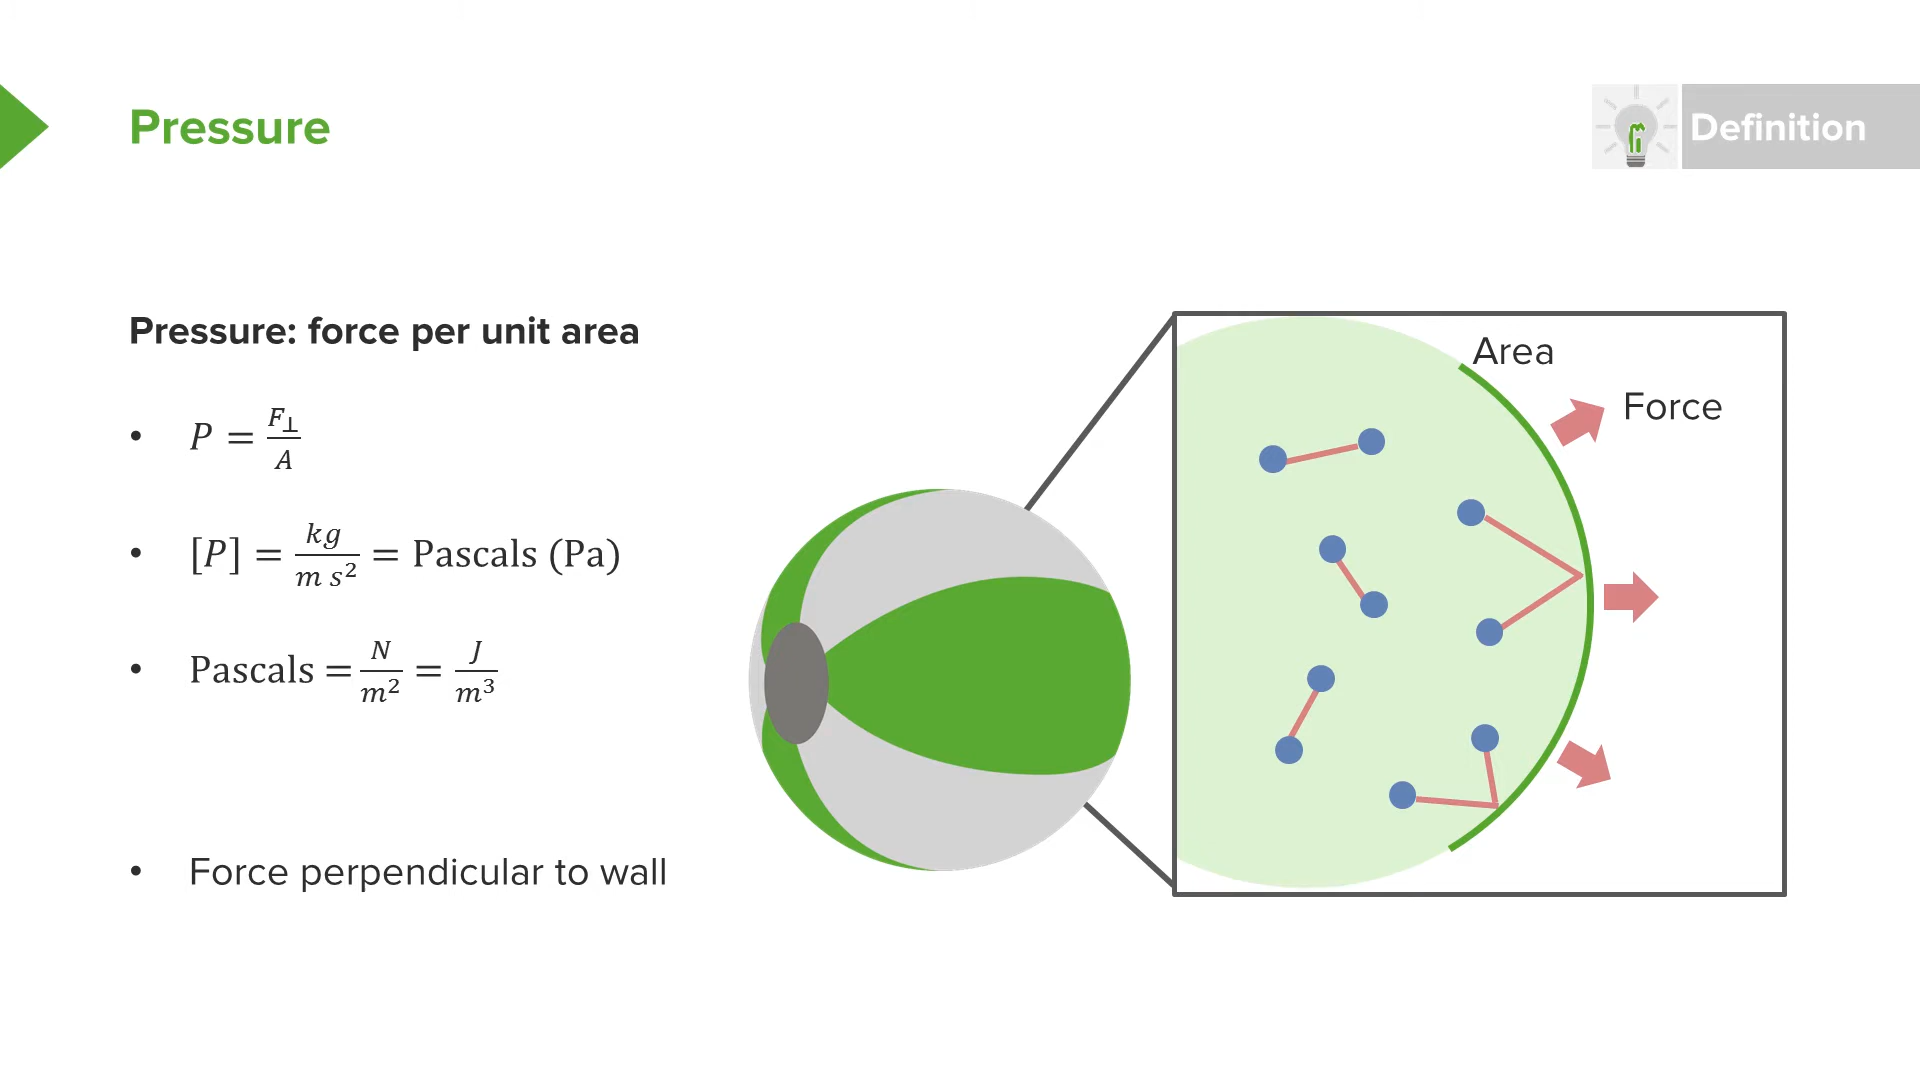 Pressure
Definition
Pressure: force per unit area
• P = F⊥/A
• [P] = kg/(m s²) = Pascals (Pa)
• Pascals = N/m² = J/m³
• Force perpendicular to wall
Area
Force